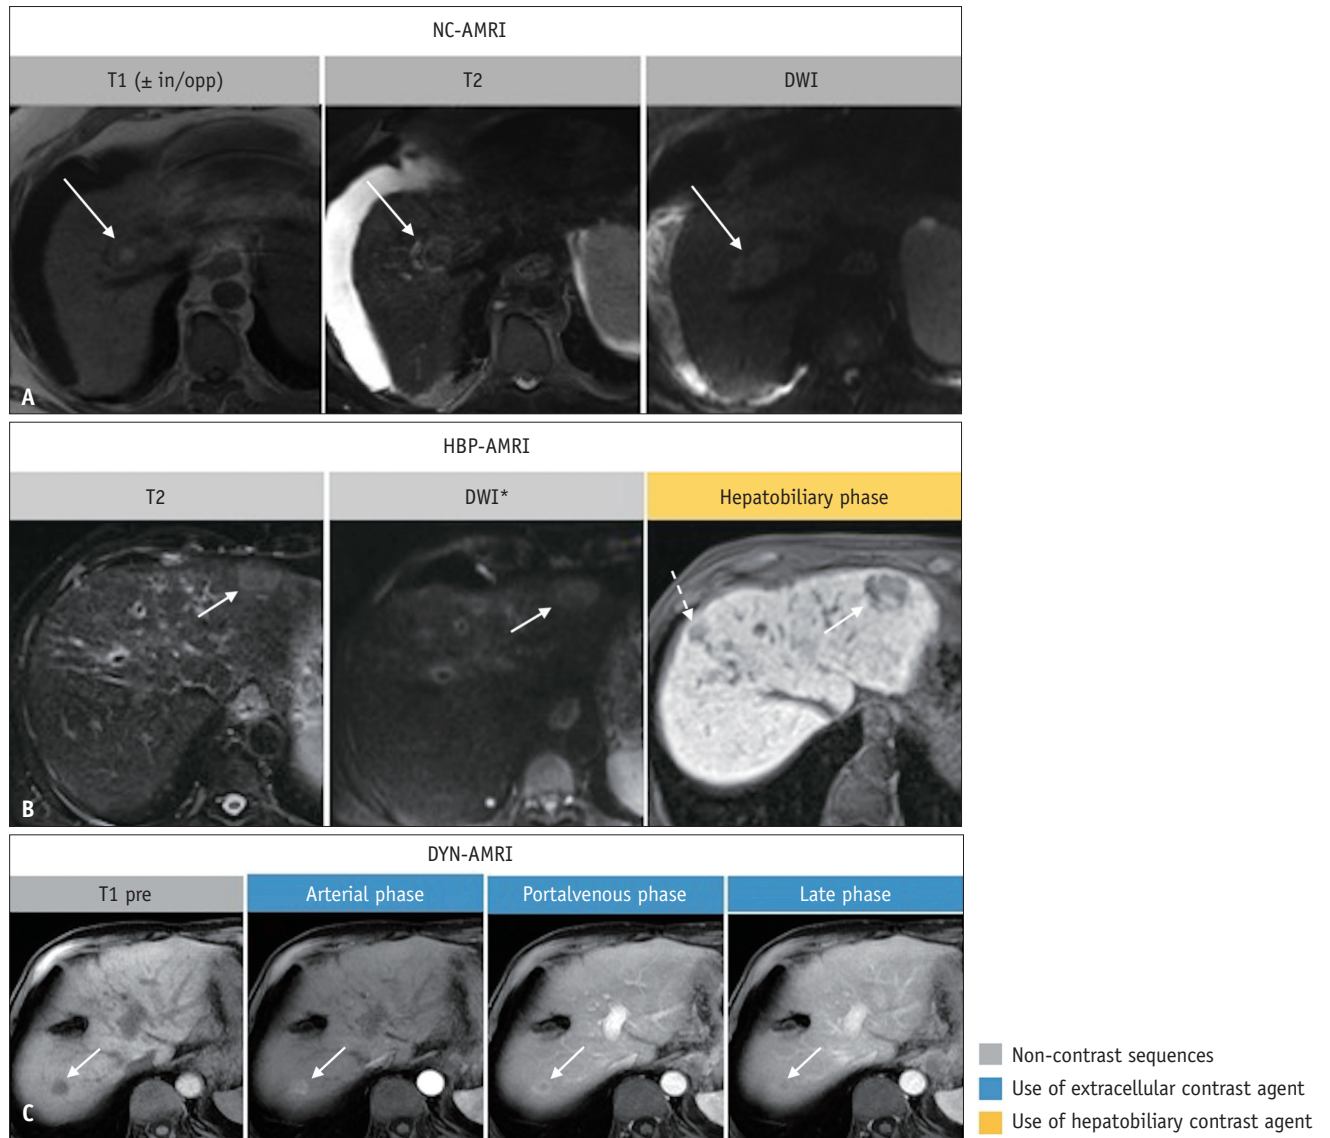 NC-AMRI
T1 (± in/opp)
T2
DWI
A
HBP-AMRI
T2
DWI*
Hepatobiliary phase
B
DYN-AMRI
T1 pre
Arterial phase
Portalvenous phase
Late phase
C
Non-contrast sequences
Use of extracellular contrast agent
Use of hepatobiliary contrast agent